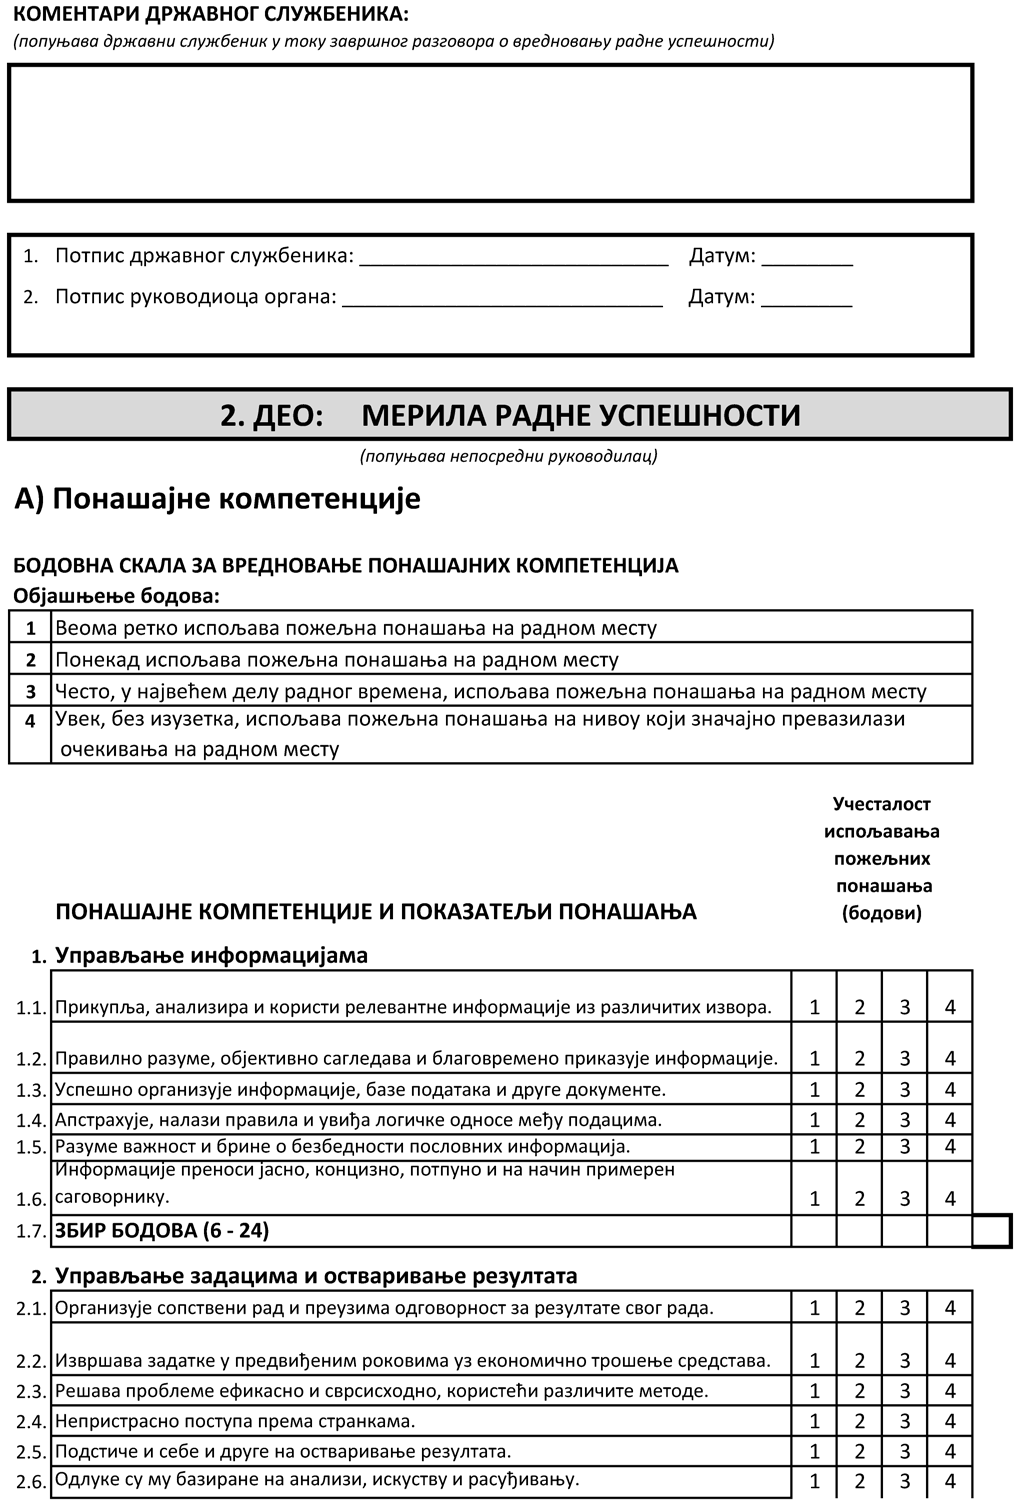 КОМЕНТАРИ ДРЖАВНОГ СЛУЖБЕНИКА:
(попуњава државни службеник у току завршног разговора о вредновању радне успешности)
1. Потпис државног службеника: ____________________________ Датум: ________
2. Потпис руководиоца органа: _____________________________ Датум: ________
2. ДЕО: МЕРИЛА РАДНЕ УСПЕШНОСТИ
(попуњава непосредни руководилац)
А) Понашајне компетенције
БОДОВНА СКАЛА ЗА ВРЕДНОВАЊЕ ПОНАШАЈНИХ КОМПЕТЕНЦИЈА
Објашњење бодова:
1 Веома ретко испољава пожељна понашања на радном месту
2 Понекад испољава пожељна понашања на радном месту
3 Често, у највећем делу радног времена, испољава пожељна понашања на радном месту
4 Увек, без изузетка, испољава пожељна понашања на нивоу који значајно превазилази
очекивања на радном месту
Учесталост
испољавања
пожељних
понашања
(бодови)
ПОНАШАЈНЕ КОМПЕТЕНЦИЈЕ И ПОКАЗАТЕЉИ ПОНАШАЊА
1. Управљање информацијама
1.1. Прикупља, анализира и користи релевантне информације из различитих извора. 1 2 3 4
1.2. Правилно разуме, објективно сагледава и благовремено приказује информације. 1 2 3 4
1.3. Успешно организује информације, базе података и друге документе. 1 2 3 4
1.4. Апстрахује, налази правила и увиђа логичке односе међу подацима. 1 2 3 4
1.5. Разуме важност и брине о безбедности пословних информација. 1 2 3 4
Информације преноси јасно, концизно, потпуно и на начин примерен
1.6. саговорнику. 1 2 3 4
1.7. ЗБИР БОДОВА (6 - 24)
2. Управљање задацима и остваривање резултата
2.1. Организује сопствени рад и преузима одговорност за резултате свог рада. 1 2 3 4
2.2. Извршава задатке у предвиђеним роковима уз економично трошење средстава. 1 2 3 4
2.3. Решава проблеме ефикасно и сврсисходно, користећи различите методе. 1 2 3 4
2.4. Непристрасно поступа према странкама. 1 2 3 4
2.5. Подстиче и себе и друге на остваривање резултата. 1 2 3 4
2.6. Одлуке су му базиране на анализи, искуству и расуђивању. 1 2 3 4